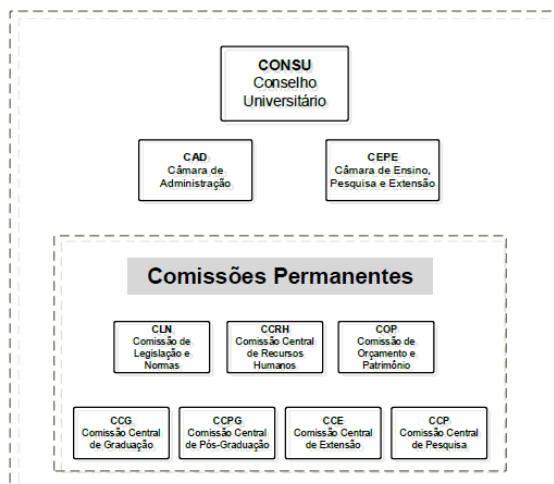 CONSU
Conselho
Universitário
CAD
Câmara de
Administração
CEPE
Câmara de Ensino,
Pesquisa e Extensão
Comissões Permanentes
CLN
Comissão de
Legislação e
Normas
CCRH
Comissão Central
de Recursos
Humanos
COP
Comissão de
Orçamento e
Patrimônio
CCG
Comissão Central
de Graduação
CCPG
Comissão Central
de Pós-Graduação
CCE
Comissão Central
de Extensão
CCP
Comissão Central
de Pesquisa